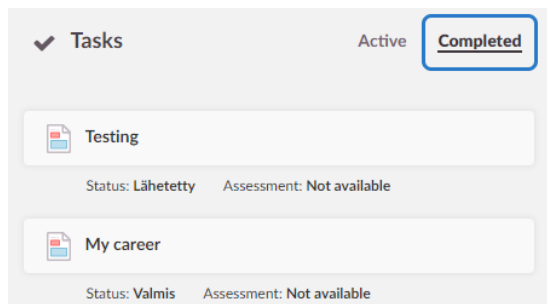 Tasks Active Completed
Testing
Status: Lähetetty Assessment: Not available
My career
Status: Valmis Assessment: Not available